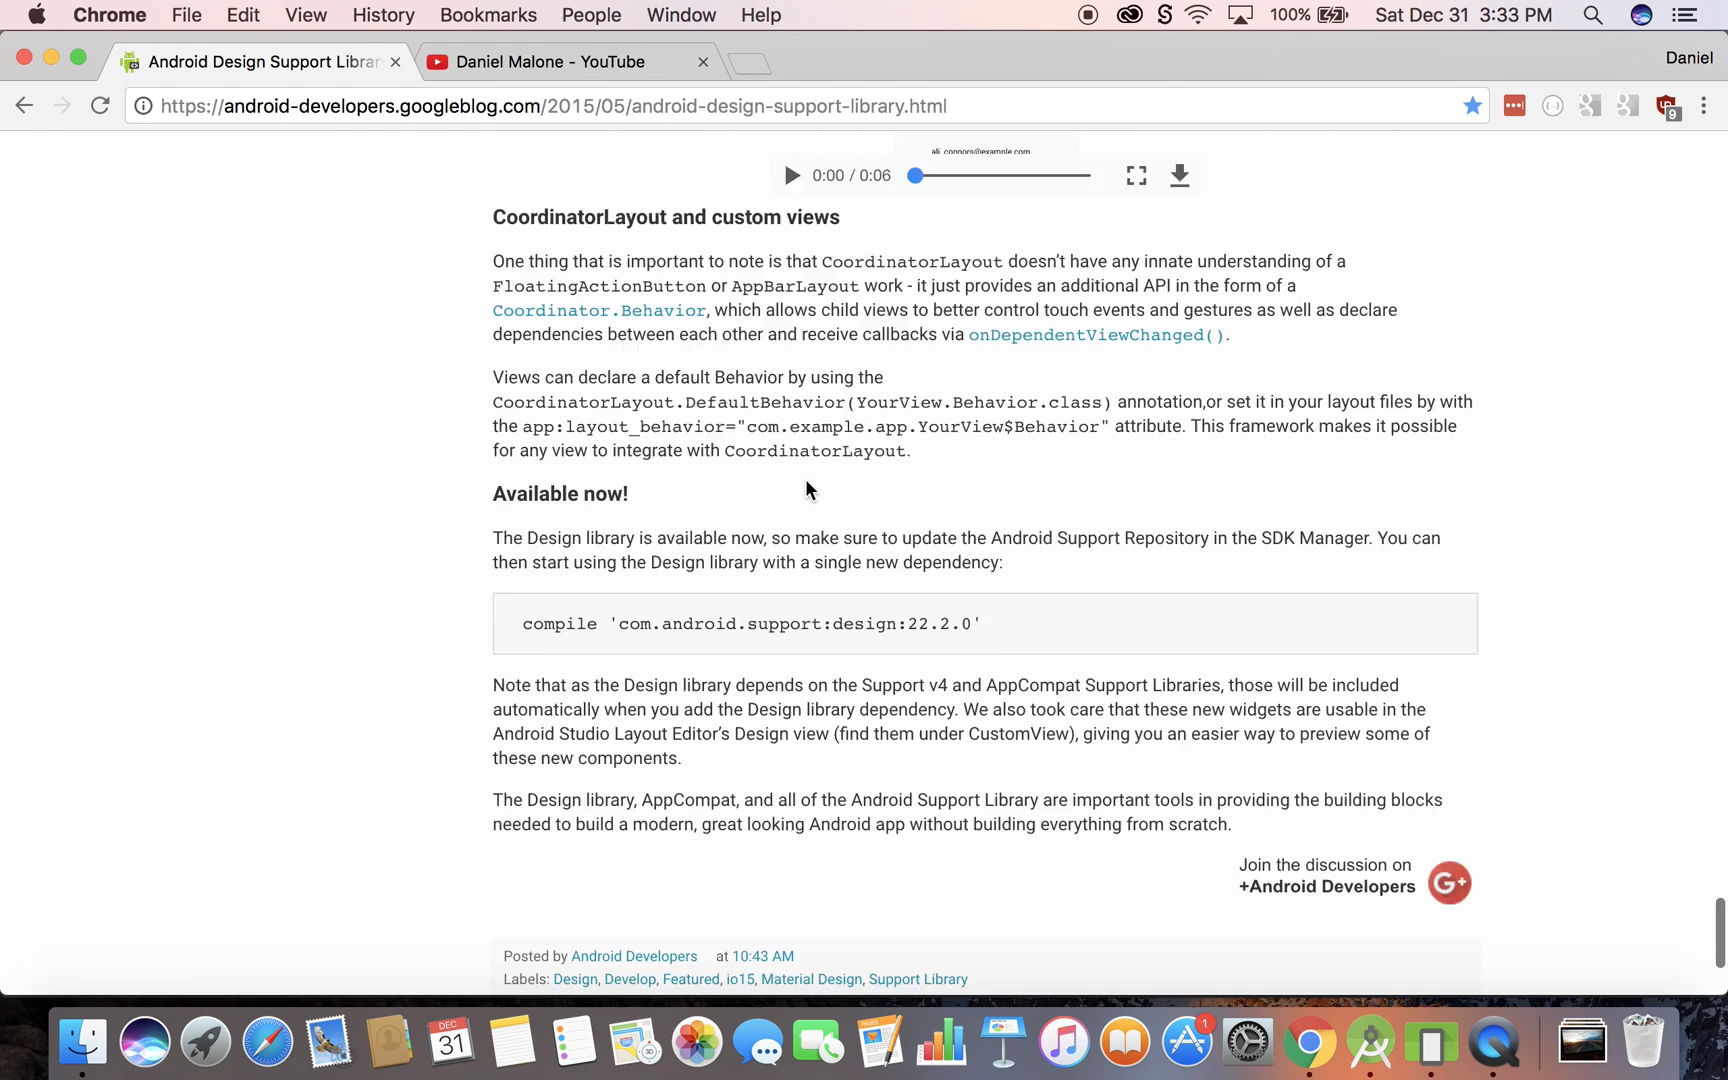 Chrome File Edit View History Bookmarks People Window Help 100% Sat Dec 31 3:33 PM
Android Design Support Librar Daniel Malone - YouTube Daniel
https://android-developers.googleblog.com/2015/05/android-design-support-library.html
9
ali_connors@example.com
0:00 / 0:06
CoordinatorLayout and custom views
One thing that is important to note is that CoordinatorLayout doesn’t have any innate understanding of a
FloatingActionButton or AppBarLayout work - it just provides an additional API in the form of a
Coordinator.Behavior, which allows child views to better control touch events and gestures as well as declare
dependencies between each other and receive callbacks via onDependentViewChanged().
Views can declare a default Behavior by using the
CoordinatorLayout.DefaultBehavior(YourView.Behavior.class) annotation,or set it in your layout files by with
the app:layout_behavior="com.example.app.YourView$Behavior" attribute. This framework makes it possible
for any view to integrate with CoordinatorLayout.
Available now!
The Design library is available now, so make sure to update the Android Support Repository in the SDK Manager. You can
then start using the Design library with a single new dependency:
compile 'com.android.support:design:22.2.0'
Note that as the Design library depends on the Support v4 and AppCompat Support Libraries, those will be included
automatically when you add the Design library dependency. We also took care that these new widgets are usable in the
Android Studio Layout Editor’s Design view (find them under CustomView), giving you an easier way to preview some of
these new components.
The Design library, AppCompat, and all of the Android Support Library are important tools in providing the building blocks
needed to build a modern, great looking Android app without building everything from scratch.
Join the discussion on
+Android Developers
G+
Posted by Android Developers at 10:43 AM
Labels: Design, Develop, Featured, io15, Material Design, Support Library
DEC
31
3D
PAGES
1